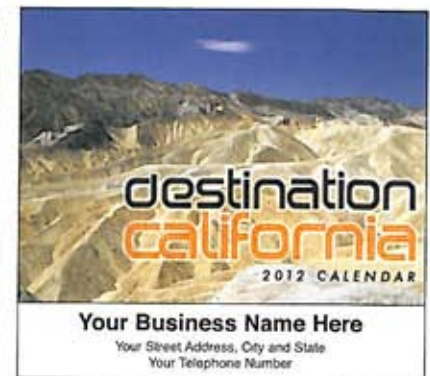 destination
california
2012 CALENDAR
Your Business Name Here
Your Street Address, City and State
Your Telephone Number